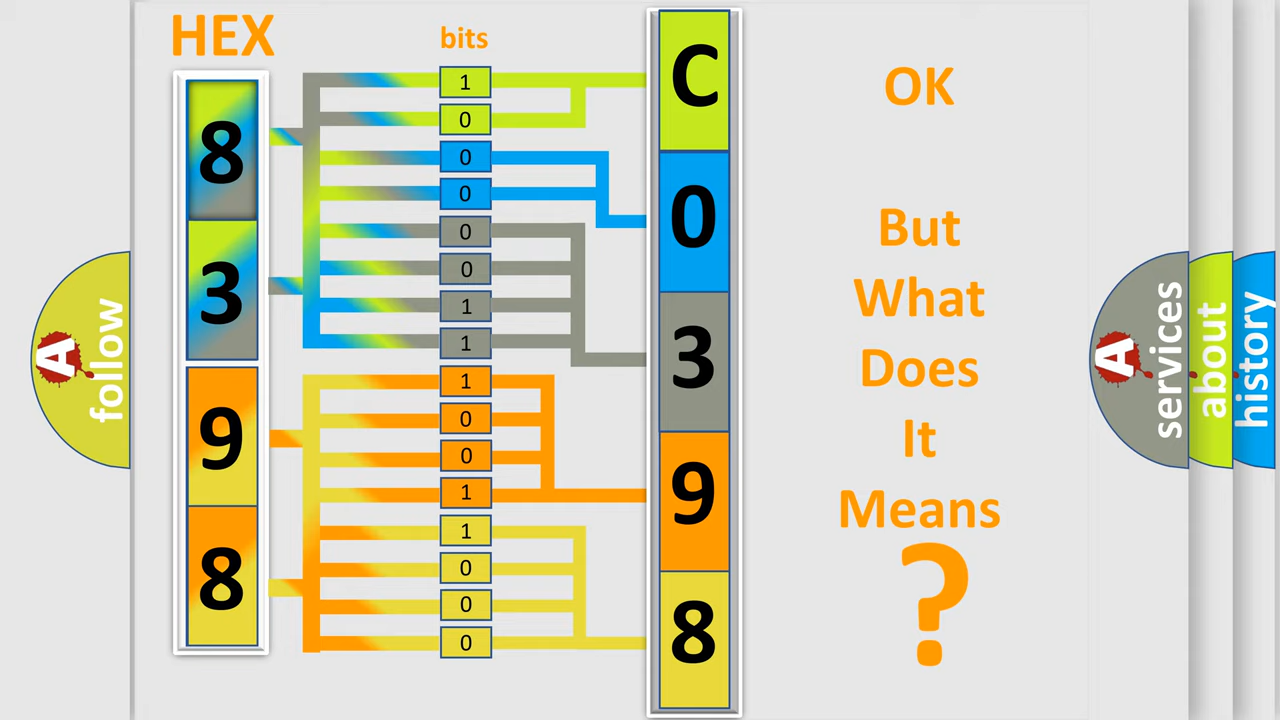 HEX
bits
8
3
9
8
1
0
0
0
0
0
1
1
1
0
0
1
1
0
0
0
C
0
3
9
8
OK
But
What
Does
It
Means
?
A
follow
A
services
about
history